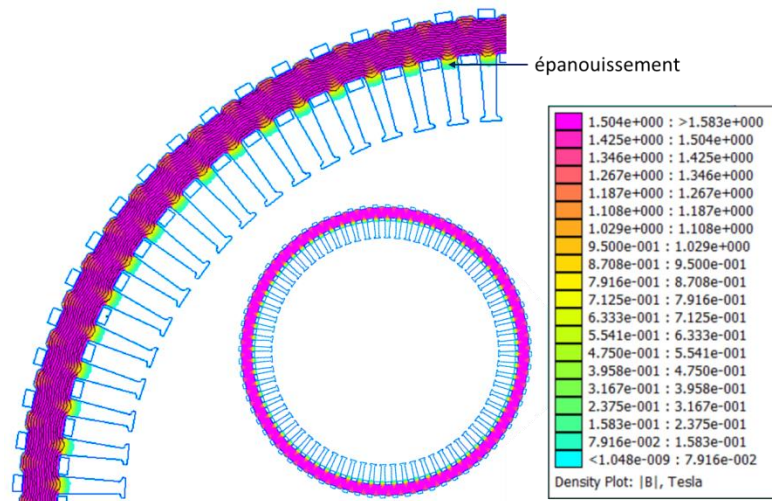 épanouissement
1.504e+000 : >1.583e+000
1.425e+000 : 1.504e+000
1.346e+000 : 1.425e+000
1.267e+000 : 1.346e+000
1.187e+000 : 1.267e+000
1.108e+000 : 1.187e+000
1.029e+000 : 1.108e+000
9.500e-001 : 1.029e+000
8.708e-001 : 9.500e-001
7.916e-001 : 8.708e-001
7.125e-001 : 7.916e-001
6.333e-001 : 7.125e-001
5.541e-001 : 6.333e-001
4.750e-001 : 5.541e-001
3.958e-001 : 4.750e-001
3.167e-001 : 3.958e-001
2.375e-001 : 3.167e-001
1.583e-001 : 2.375e-001
7.916e-002 : 1.583e-001
<1.048e-009 : 7.916e-002
Density Plot: |B|, Tesla